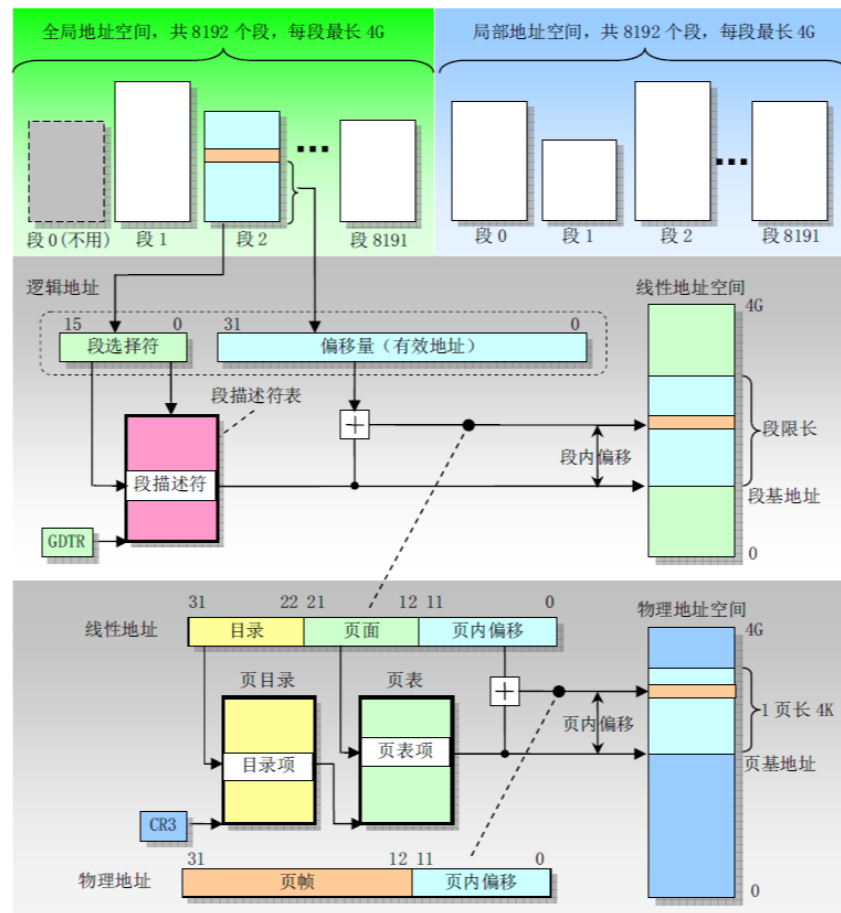 全局地址空间，共 8192 个段，每段最长 4G
局部地址空间，共 8192 个段，每段最长 4G
段 0(不用)
段 1
段 2
段 8191
段 0
段 1
段 2
段 8191
逻辑地址
线性地址空间
15
0
31
0
4G
段选择符
偏移量（有效地址）
段描述符表
段限长
段内偏移
段描述符
段基地址
GDTR
0
31
22
21
12
11
0
物理地址空间
线性地址
目录
页面
页内偏移
4G
页目录
页表
1 页长 4K
页内偏移
页表项
目录项
页基地址
CR3
31
12
11
0
物理地址
页帧
页内偏移
0